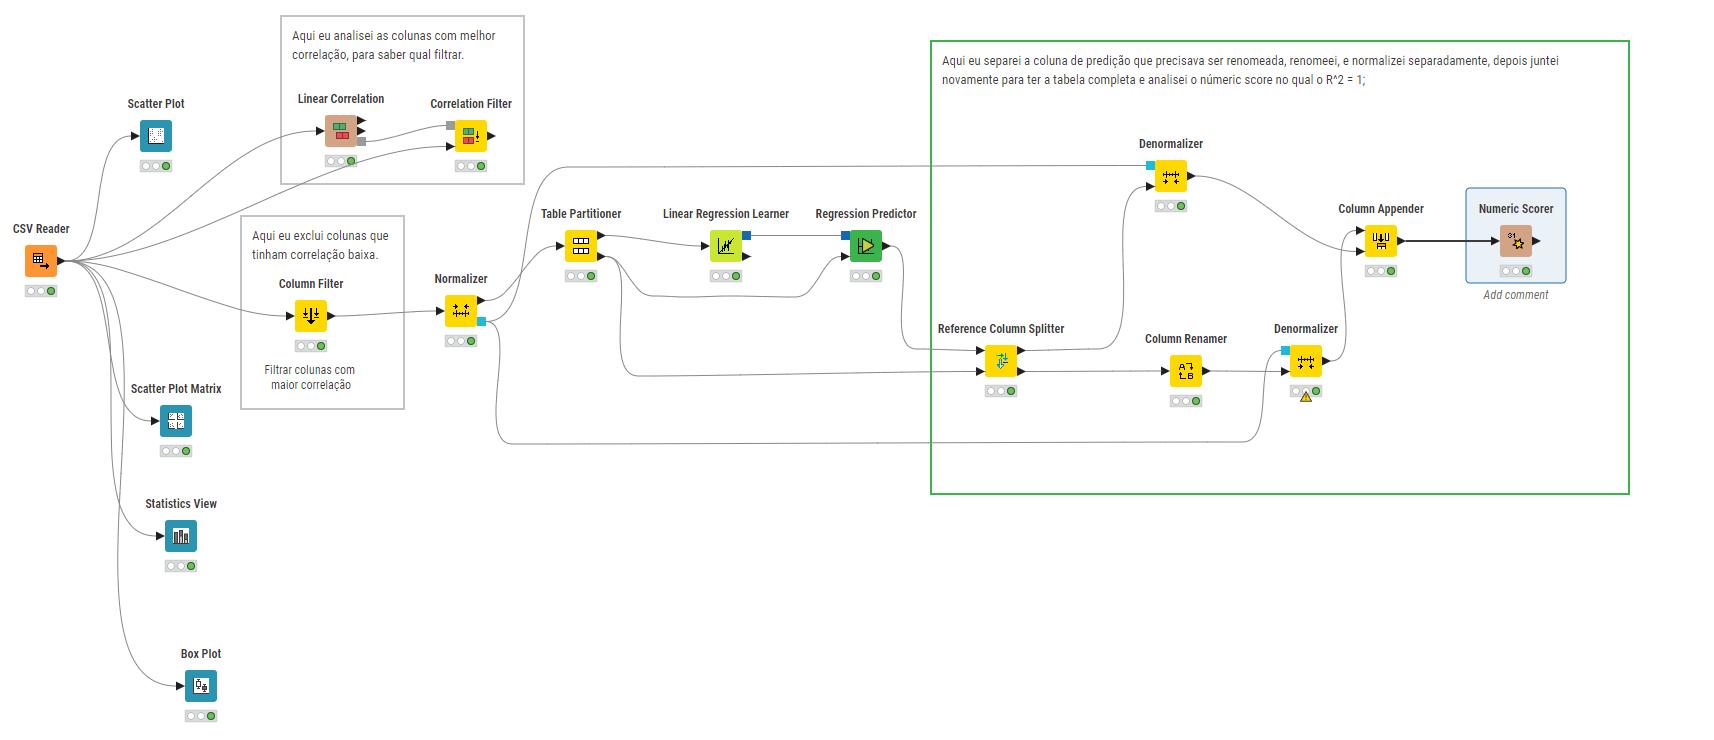 Aqui eu analisei as colunas com melhor
correlação, para saber qual filtrar.
Linear Correlation
Correlation Filter
Scatter Plot
Aqui eu separei a coluna de predição que precisava ser renomeada, renomeei, e normalizei separadamente, depois juntei
novamente para ter a tabela completa e analisei o númeric score no qual o R^2 = 1;
Denormalizer
CSV Reader
Aqui eu exclui colunas que
tinham correlação baixa.
Column Filter
Filtrar colunas com
maior correlação
Normalizer
Table Partitioner
Linear Regression Learner
Regression Predictor
Column Appender
Numeric Scorer
Add comment
Reference Column Splitter
Column Renamer
Denormalizer
Scatter Plot Matrix
Statistics View
Box Plot